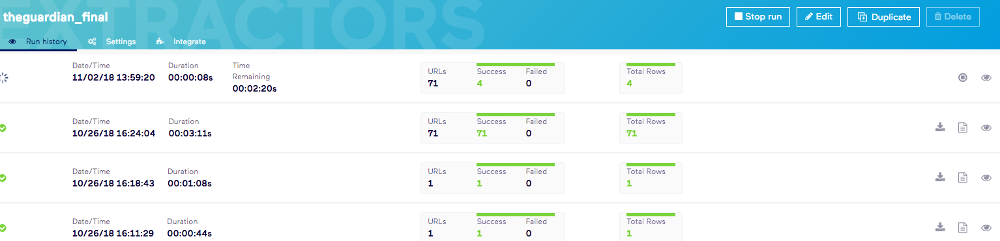 EXTRACTORS
theguardian_final
Stop run Edit Duplicate Delete
Run history Settings Integrate
Date/Time Duration Time URLs Success Failed Total Rows
11/02/18 13:59:20 00:00:08s Remaining 71 4 0 4
00:02:20s
Date/Time Duration URLs Success Failed Total Rows
10/26/18 16:24:04 00:03:11s 71 71 0 71
Date/Time Duration URLs Success Failed Total Rows
10/26/18 16:18:43 00:01:08s 1 1 0 1
Date/Time Duration URLs Success Failed Total Rows
10/26/18 16:11:29 00:00:44s 1 1 0 1